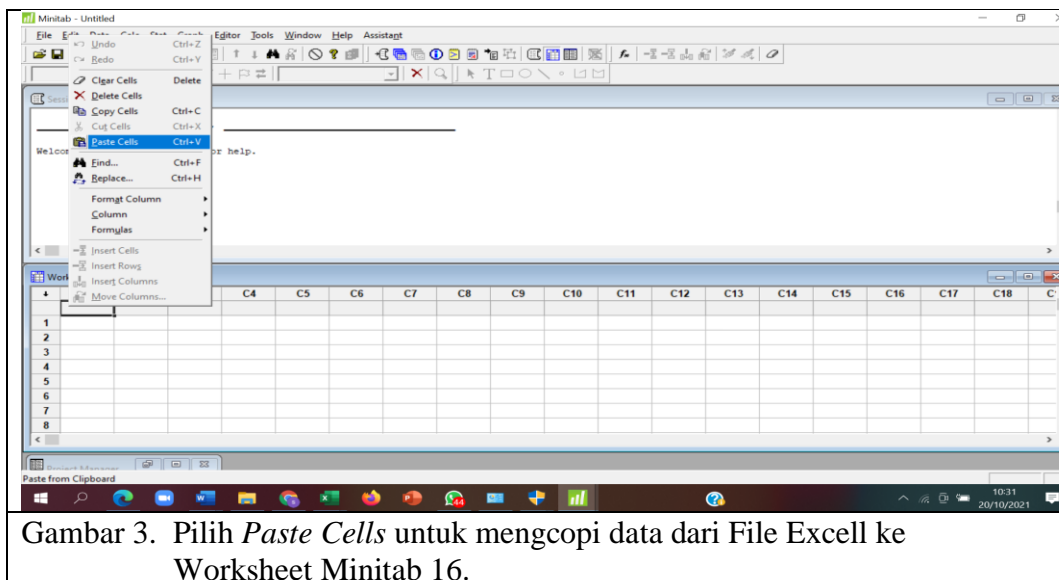 Minitab - Untitled
File Edit Data Calc Stat Graph Editor Tools Window Help Assistant
Undo Ctrl+Z
Redo Ctrl+Y
Clear Cells Delete
Delete Cells
Copy Cells Ctrl+C
Cut Cells Ctrl+X
Paste Cells Ctrl+V
Find... Ctrl+F
Replace... Ctrl+H
Format Column
Column
Formulas
Insert Cells
Insert Rows
Insert Columns
Move Columns...
Sess
Welcom or help.
Work
C4 C5 C6 C7 C8 C9 C10 C11 C12 C13 C14 C15 C16 C17 C18 C
1
2
3
4
5
6
7
8
Project Manager
Paste from Clipboard
44
10:31
20/10/2021
Gambar 3. Pilih Paste Cells untuk mengcopi data dari File Excell ke
Worksheet Minitab 16.